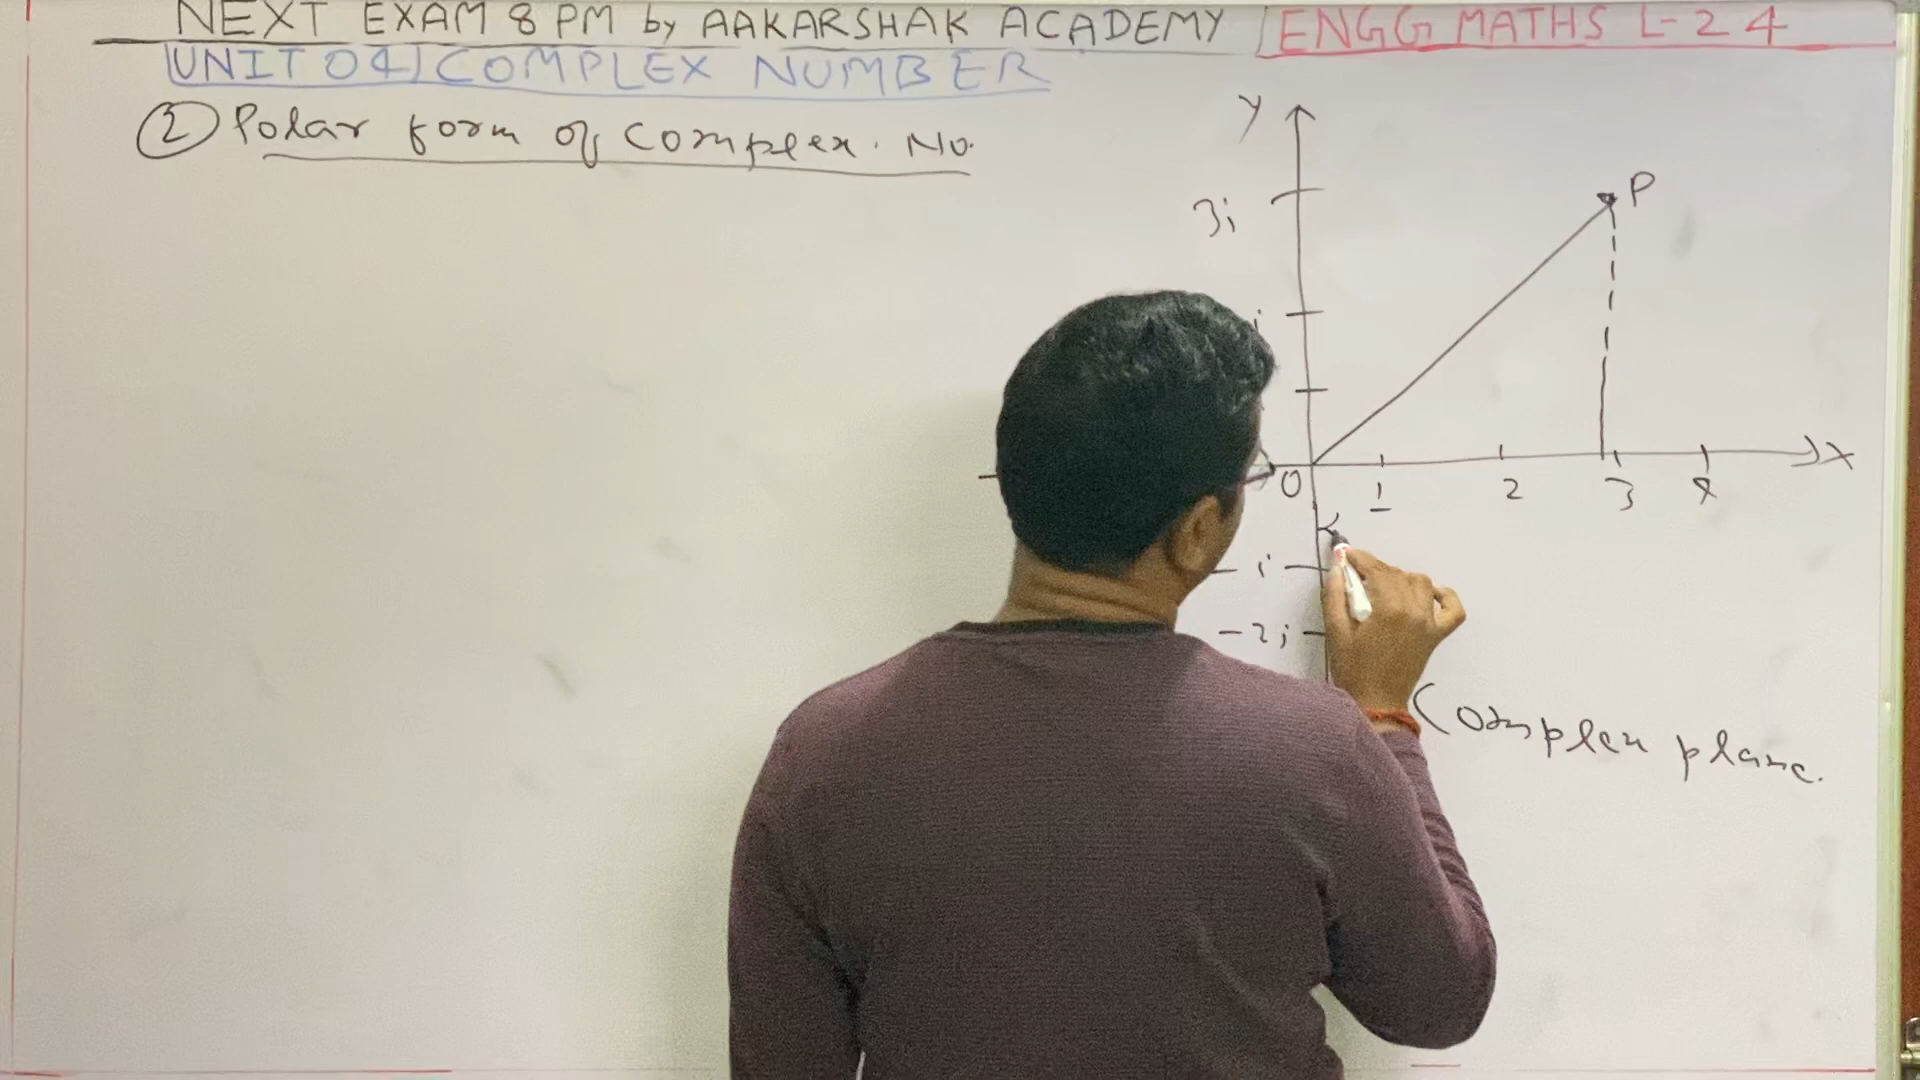 NEXT EXAM 8 PM by AAKARSHAK ACADEMY ENGG MATHS L-24
UNIT 04 COMPLEX NUMBER
② Polar form of Complex. No.
y
P
3i
i
0 1 2 3 4 X
-i
-2i
Complex plane.